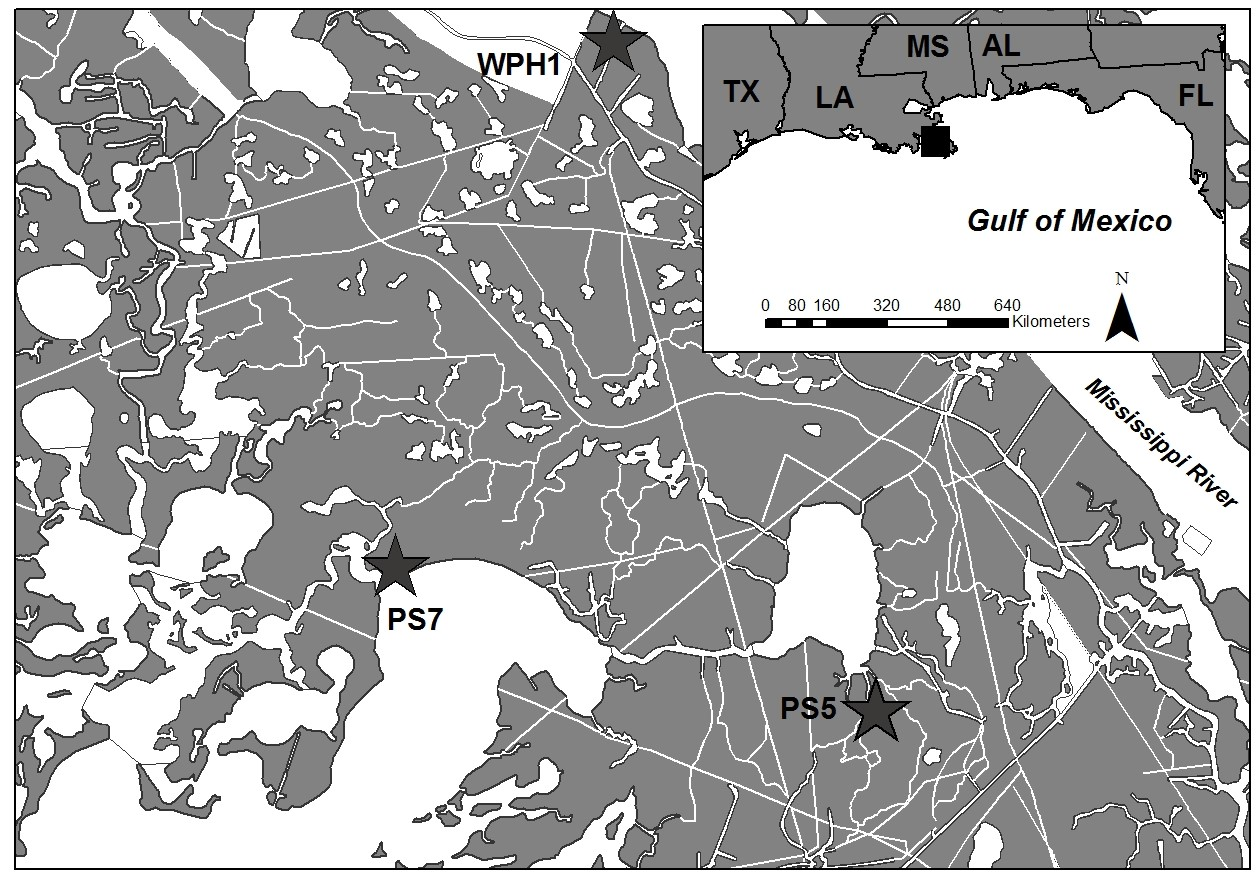 WPH1
MS AL
TX LA FL
Gulf of Mexico
N
0 80 160 320 480 640
Kilometers
Mississippi River
PS7
PS5